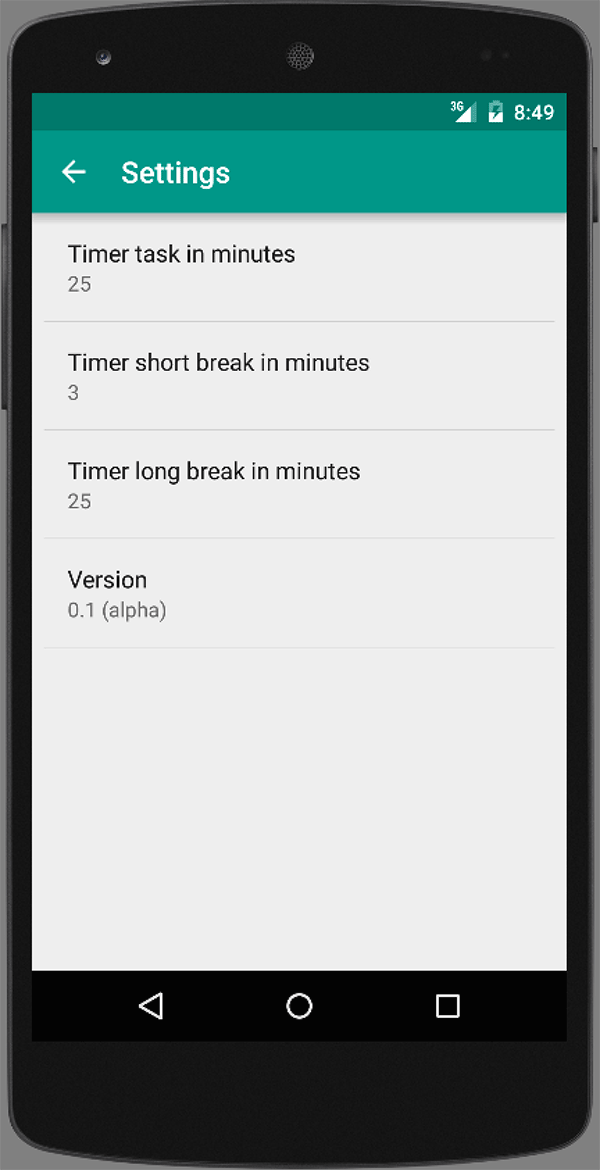 3G 8:49
Settings
Timer task in minutes
25
Timer short break in minutes
3
Timer long break in minutes
25
Version
0.1 (alpha)